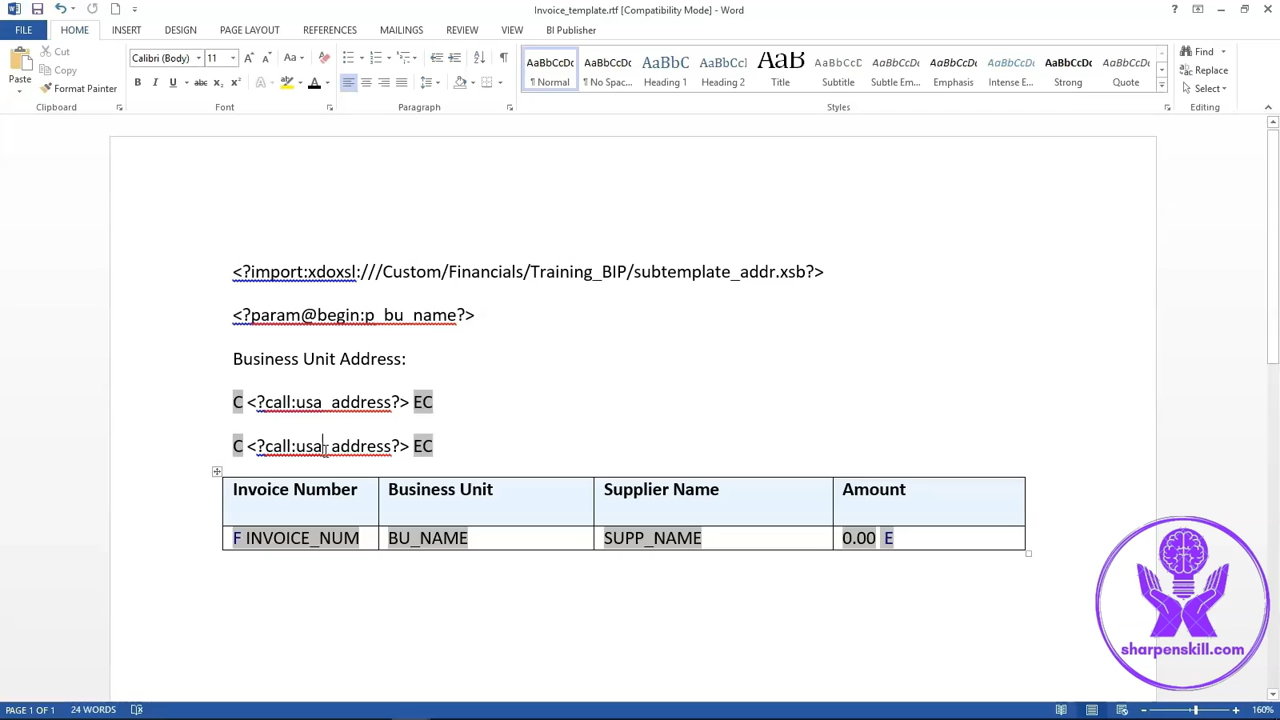 Invoice_template.rtf [Compatibility Mode] - Word
FILE HOME INSERT DESIGN PAGE LAYOUT REFERENCES MAILINGS REVIEW VIEW BI Publisher
Paste
Cut
Copy
Format Painter
Calibri (Body) 11
AaBbCcDc AaBbCcDc AaBbC AaBbCc AaB AaBbCcD AaBbCcDc AaBbCcDc AaBbCcDc AaBbCcDc AaBbCcDc
¶ Normal ¶ No Spac... Heading 1 Heading 2 Title Subtitle Subtle Em... Emphasis Intense E... Strong Quote
Find
Replace
Select
Clipboard Font Paragraph Styles Editing
<?import:xdoxsl:///Custom/Financials/Training_BIP/subtemplate_addr.xsb?>
<?param@begin:p_bu_name?>
Business Unit Address:
C <?call:usa_address?> EC
C <?call:usa_address?> EC
Invoice Number Business Unit Supplier Name Amount
F INVOICE_NUM BU_NAME SUPP_NAME 0.00 E
sharpenskill.com
PAGE 1 OF 1 24 WORDS 160%